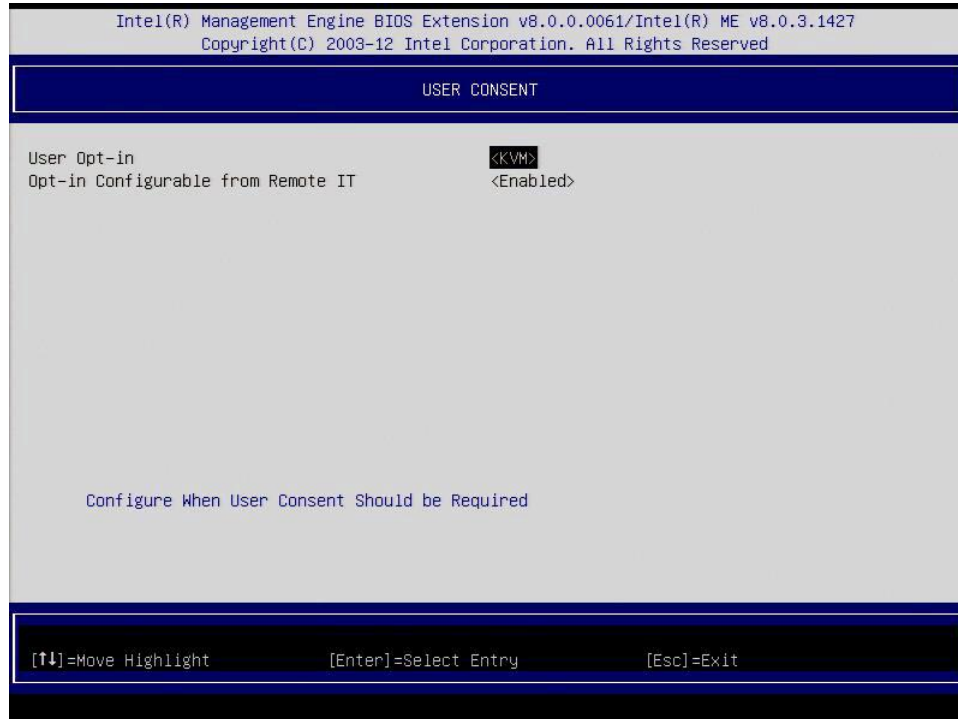 Intel(R) Management Engine BIOS Extension v8.0.0.0061/Intel(R) ME v8.0.3.1427
Copyright(C) 2003-12 Intel Corporation. All Rights Reserved
USER CONSENT
User Opt-in <KVM>
Opt-in Configurable from Remote IT <Enabled>
Configure When User Consent Should be Required
[↑↓]=Move Highlight [Enter]=Select Entry [Esc]=Exit